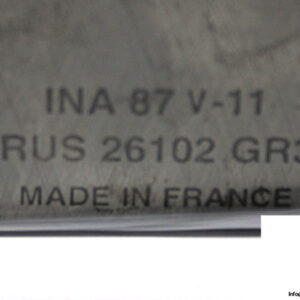 INA 87 V-11
RUS 26102 GR3
MADE IN FRANCE